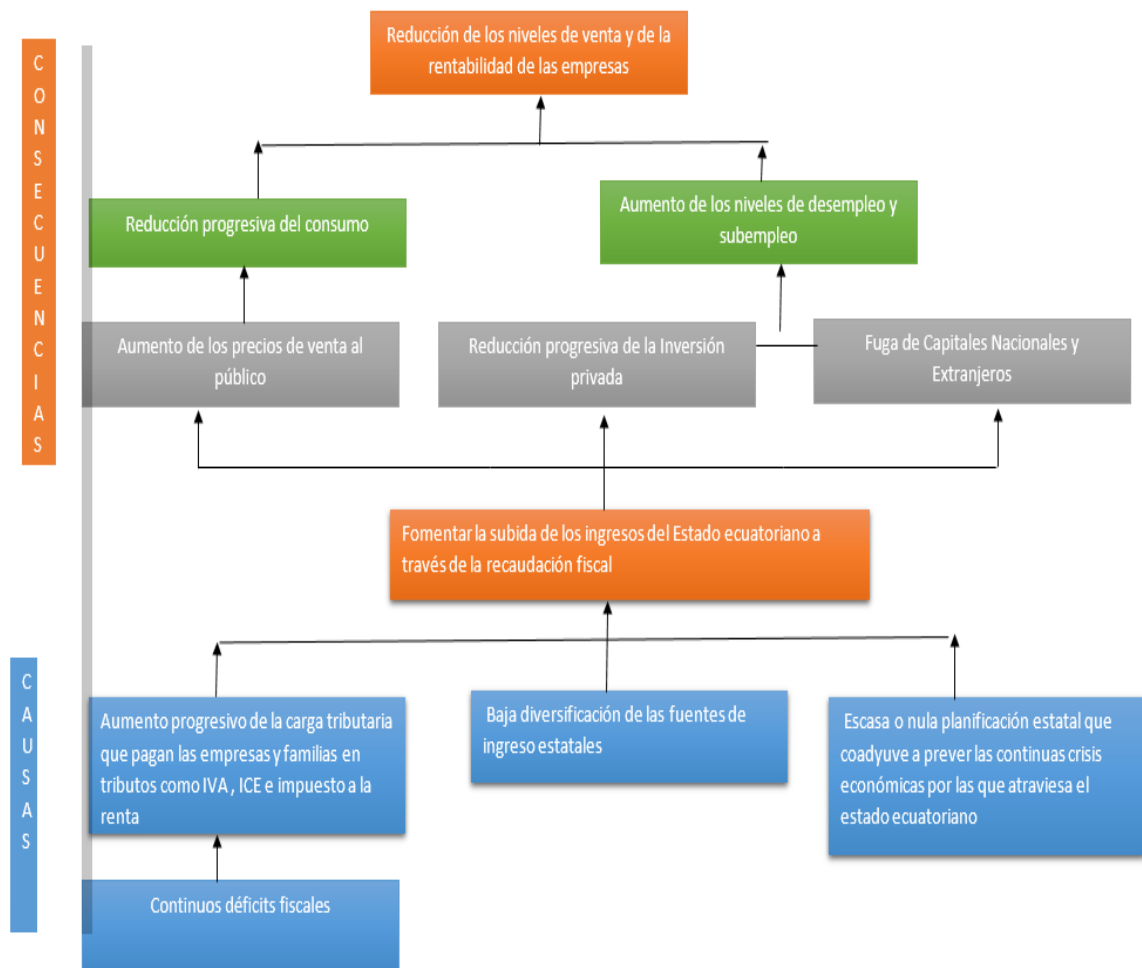 CONSECUENCIAS
Reducción de los niveles de venta y de la
rentabilidad de las empresas
Reducción progresiva del consumo
Aumento de los niveles de desempleo y
subempleo
Aumento de los precios de venta al
público
Reducción progresiva de la Inversión
privada
Fuga de Capitales Nacionales y
Extranjeros
Fomentar la subida de los ingresos del Estado ecuatoriano a
través de la recaudación fiscal
CAUSAS
Aumento progresivo de la carga tributaria
que pagan las empresas y familias en
tributos como IVA , ICE e impuesto a la
renta
Baja diversificación de las fuentes de
ingreso estatales
Escasa o nula planificación estatal que
coadyuve a prever las continuas crisis
económicas por las que atraviesa el
estado ecuatoriano
Continuos déficits fiscales